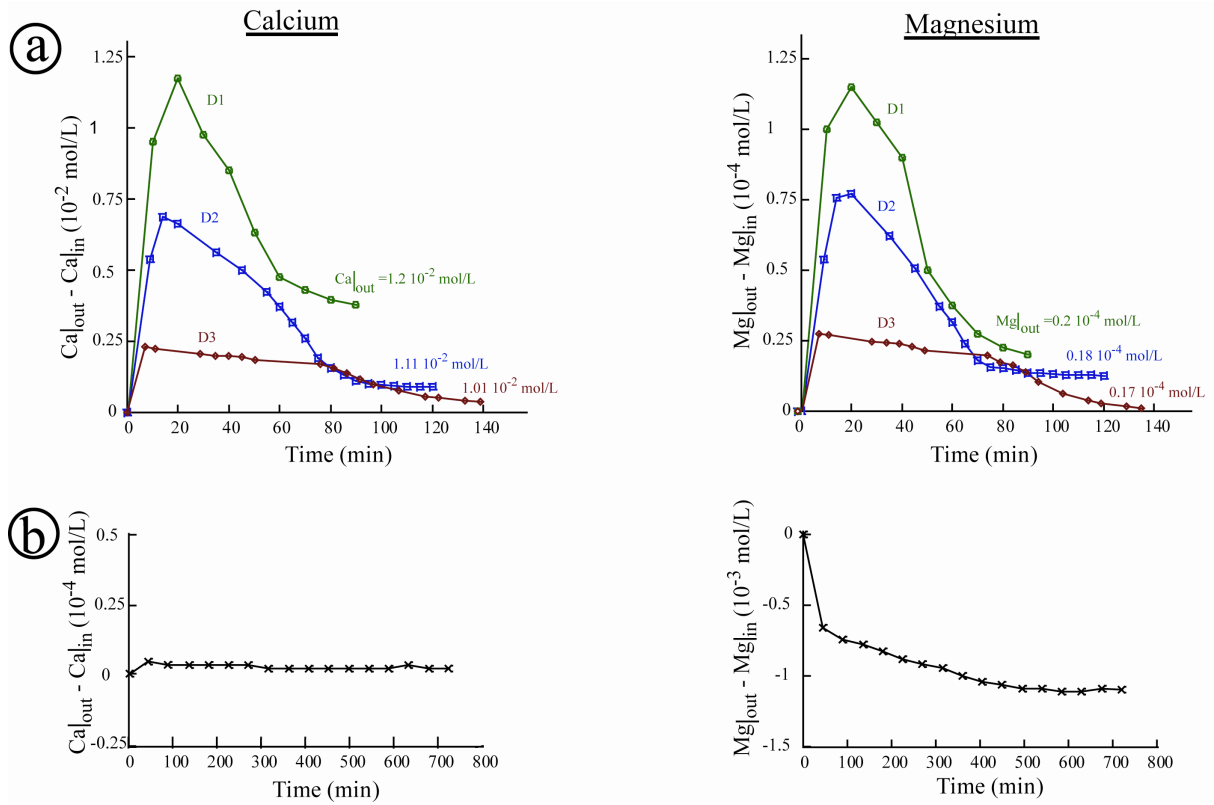 a
Calcium
Ca|out - Ca|in (10-2 mol/L)
1.25
1
0.75
0.5
0.25
0
D1
D2
D3
Ca|out =1.2 10-2 mol/L
1.11 10-2 mol/L
1.01 10-2 mol/L
0 20 40 60 80 100 120 140
Time (min)
Magnesium
Mg|out - Mg|in (10-4 mol/L)
1.25
1
0.75
0.5
0.25
0
D1
D2
D3
Mg|out =0.2 10-4 mol/L
0.18 10-4 mol/L
0.17 10-4 mol/L
0 20 40 60 80 100 120 140
Time (min)
b
Ca|out - Ca|in (10-4 mol/L)
0.5
0.25
0
-0.25
0 100 200 300 400 500 600 700 800
Time (min)
Mg|out - Mg|in (10-3 mol/L)
0
-0.5
-1
-1.5
0 100 200 300 400 500 600 700 800
Time (min)